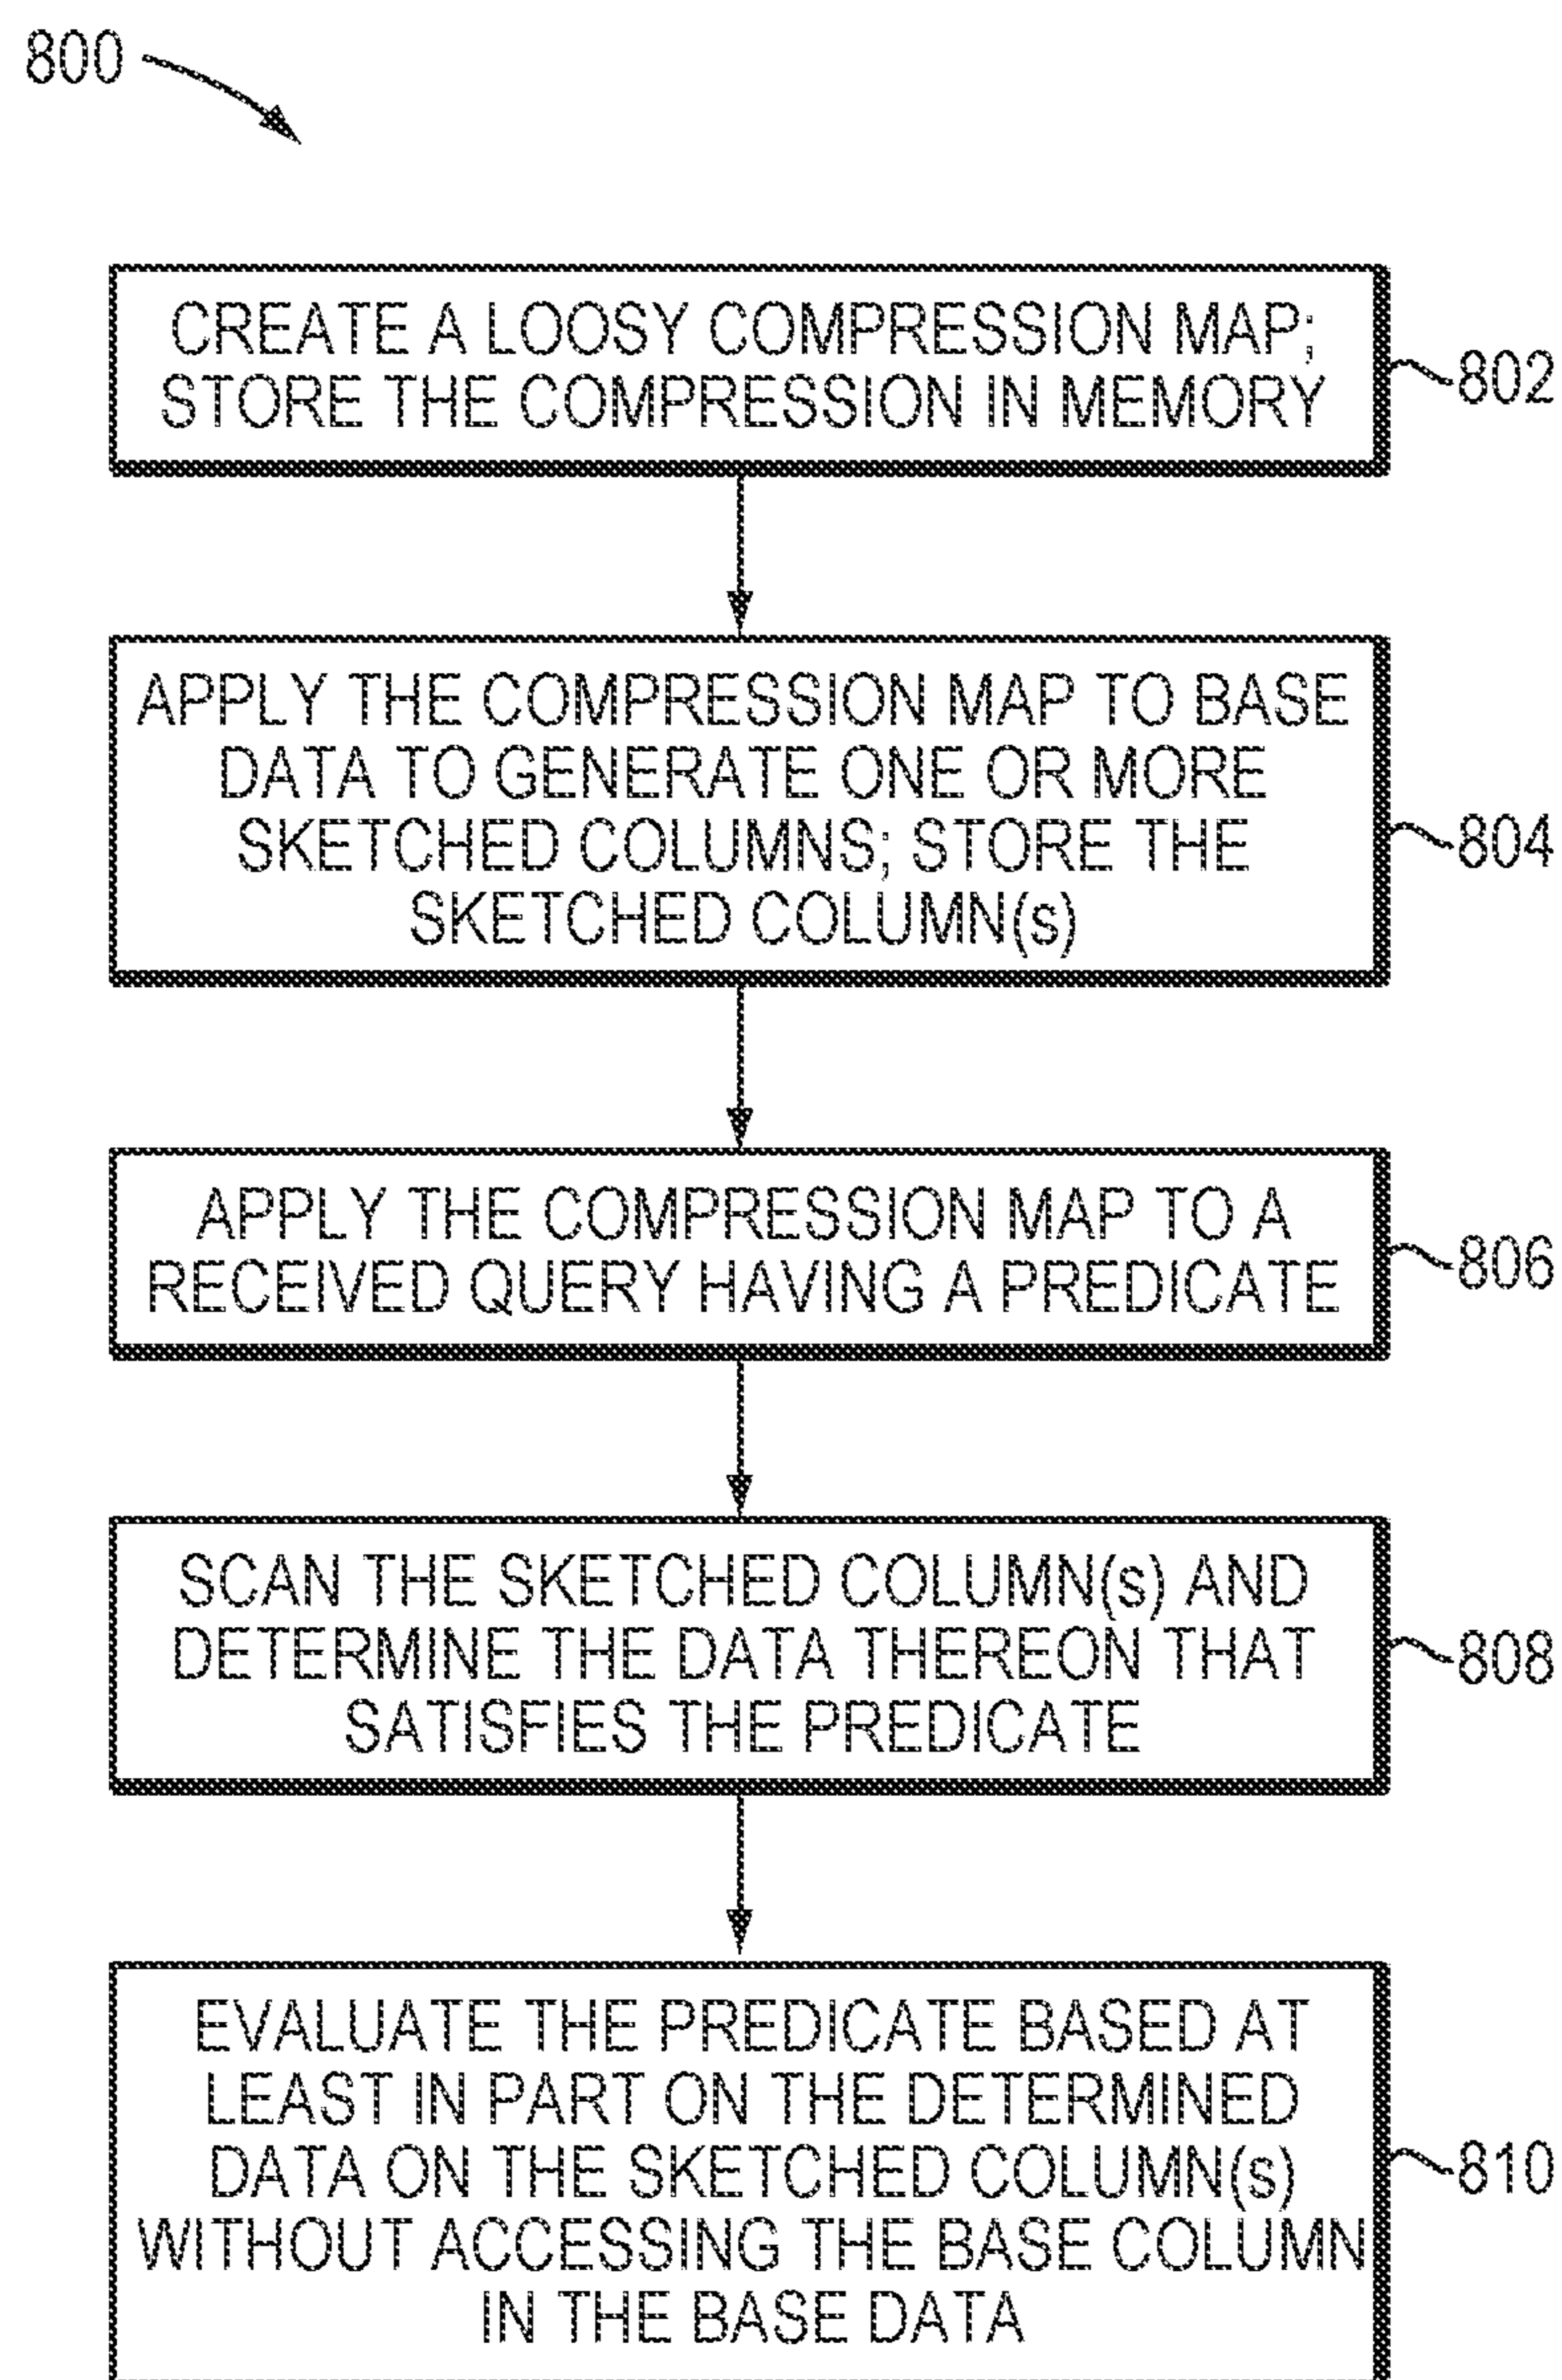 800
CREATE A LOOSY COMPRESSION MAP;
STORE THE COMPRESSION IN MEMORY
802
APPLY THE COMPRESSION MAP TO BASE
DATA TO GENERATE ONE OR MORE
SKETCHED COLUMNS; STORE THE
SKETCHED COLUMN(s)
804
APPLY THE COMPRESSION MAP TO A
RECEIVED QUERY HAVING A PREDICATE
806
SCAN THE SKETCHED COLUMN(s) AND
DETERMINE THE DATA THEREON THAT
SATISFIES THE PREDICATE
808
EVALUATE THE PREDICATE BASED AT
LEAST IN PART ON THE DETERMINED
DATA ON THE SKETCHED COLUMN(s)
WITHOUT ACCESSING THE BASE COLUMN
IN THE BASE DATA
810